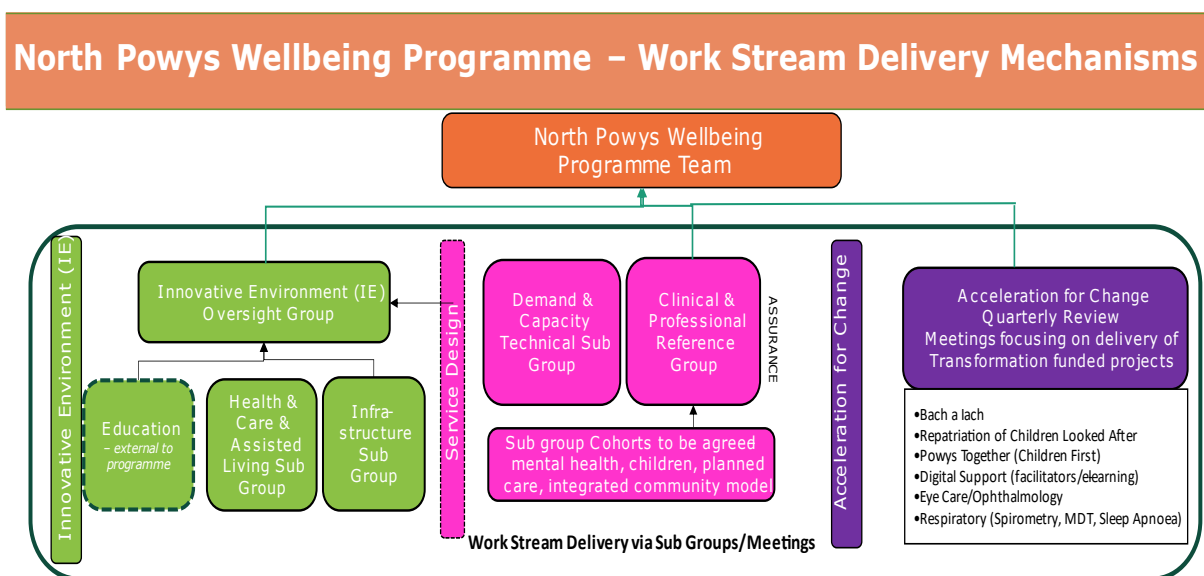 North Powys Wellbeing Programme – Work Stream Delivery Mechanisms
North Powys Wellbeing
Programme Team
Innovative Environment (IE)
Innovative Environment (IE)
Oversight Group
Education
– external to
programme
Health &
Care &
Assisted
Living Sub
Group
Infra-
structure
Sub
Group
Service Design
Demand &
Capacity
Technical Sub
Group
Clinical &
Professional
Reference
Group
ASSURANCE
Sub group Cohorts to be agreed
mental health, children, planned
care, integrated community model
Work Stream Delivery via Sub Groups/Meetings
Acceleration for Change
Acceleration for Change
Quarterly Review
Meetings focusing on delivery of
Transformation funded projects
•Bach a Iach
•Repatriation of Children Looked After
•Powys Together (Children First)
•Digital Support (facilitators/elearning)
•Eye Care/Ophthalmology
•Respiratory (Spirometry, MDT, Sleep Apnoea)